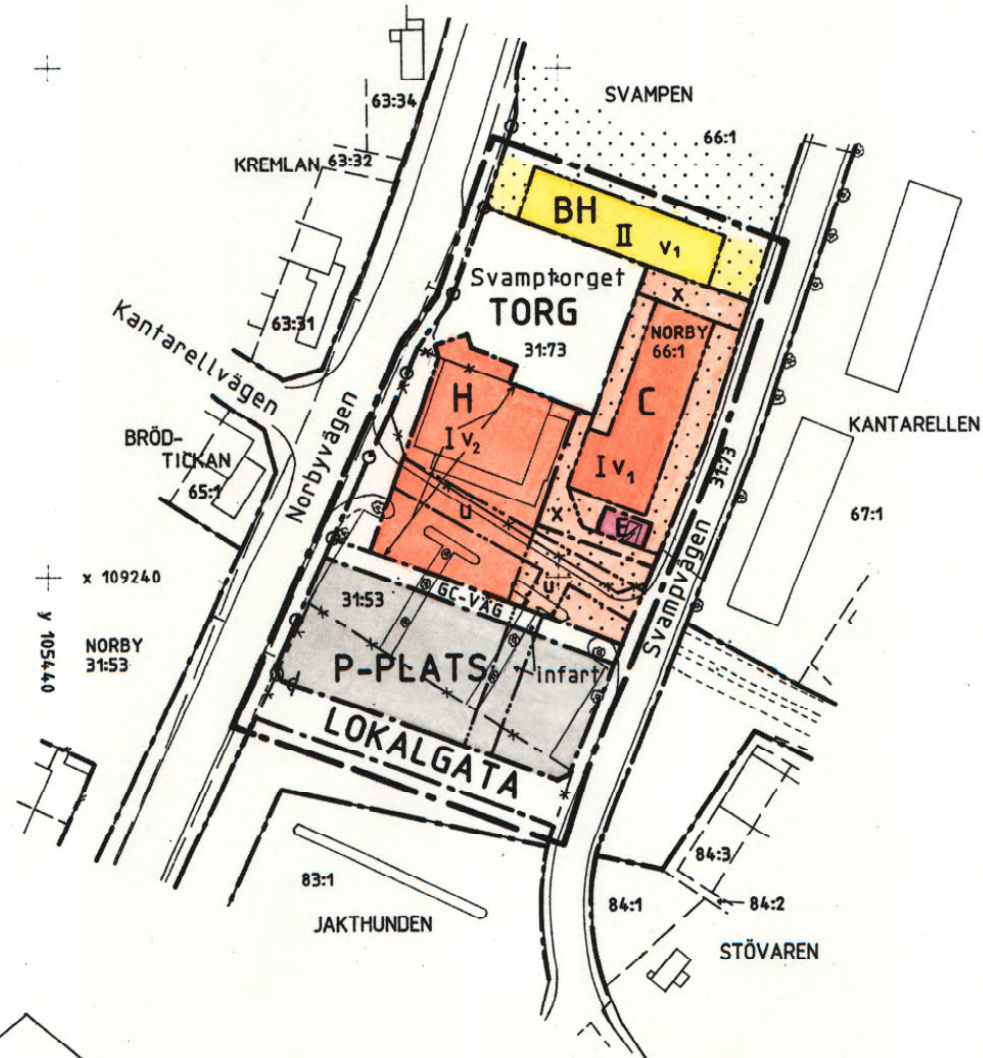 SVAMPEN
66:1
63:34
KREMLAN 63:32
BH
II v₁
Svamptorget
TORG
31:73
x
NORBY
66:1
63:31
Kantarellvägen
Norbyvägen
H
I v₂
C
I v₁
31:73
KANTARELLEN
67:1
BRÖD-
TICKAN
65:1
u
x
E
u
Svampvägen
x 109240
y 105440
NORBY
31:53
31:53
GC-VÄG
P-PLATS
infart
LOKALGATA
83:1
JAKTHUNDEN
84:3
84:1
84:2
STÖVAREN